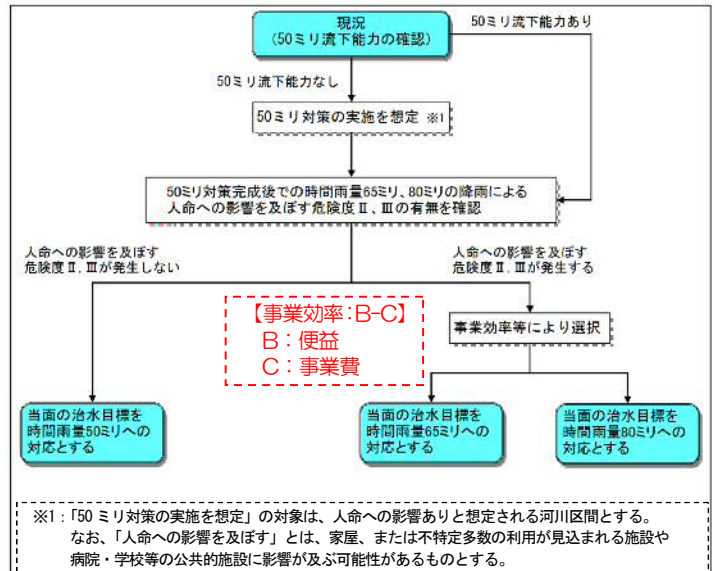 現況
(50ミリ流下能力の確認)
50ミリ流下能力あり
50ミリ流下能力なし
50ミリ対策の実施を想定 ※1
50ミリ対策完成後での時間雨量65ミリ、80ミリの降雨による
人命への影響を及ぼす危険度Ⅱ、Ⅲの有無を確認
人命への影響を及ぼす
危険度Ⅱ,Ⅲが発生しない
人命への影響を及ぼす
危険度Ⅱ,Ⅲが発生する
【事業効率:B-C】
B:便益
C:事業費
事業効率等により選択
当面の治水目標を
時間雨量50ミリへの
対応とする
当面の治水目標を
時間雨量65ミリへの
対応とする
当面の治水目標を
時間雨量80ミリへの
対応とする
※1:「50 ミリ対策の実施を想定」の対象は、人命への影響ありと想定される河川区間とする。
なお、「人命への影響を及ぼす」とは、家屋、または不特定多数の利用が見込まれる施設や
病院・学校等の公共的施設に影響が及ぶ可能性があるものとする。